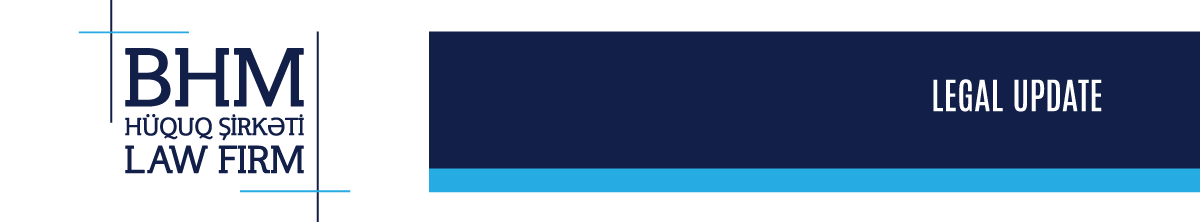 BHM
HÜQUQ ŞİRKƏTİ
LAW FIRM
LEGAL UPDATE